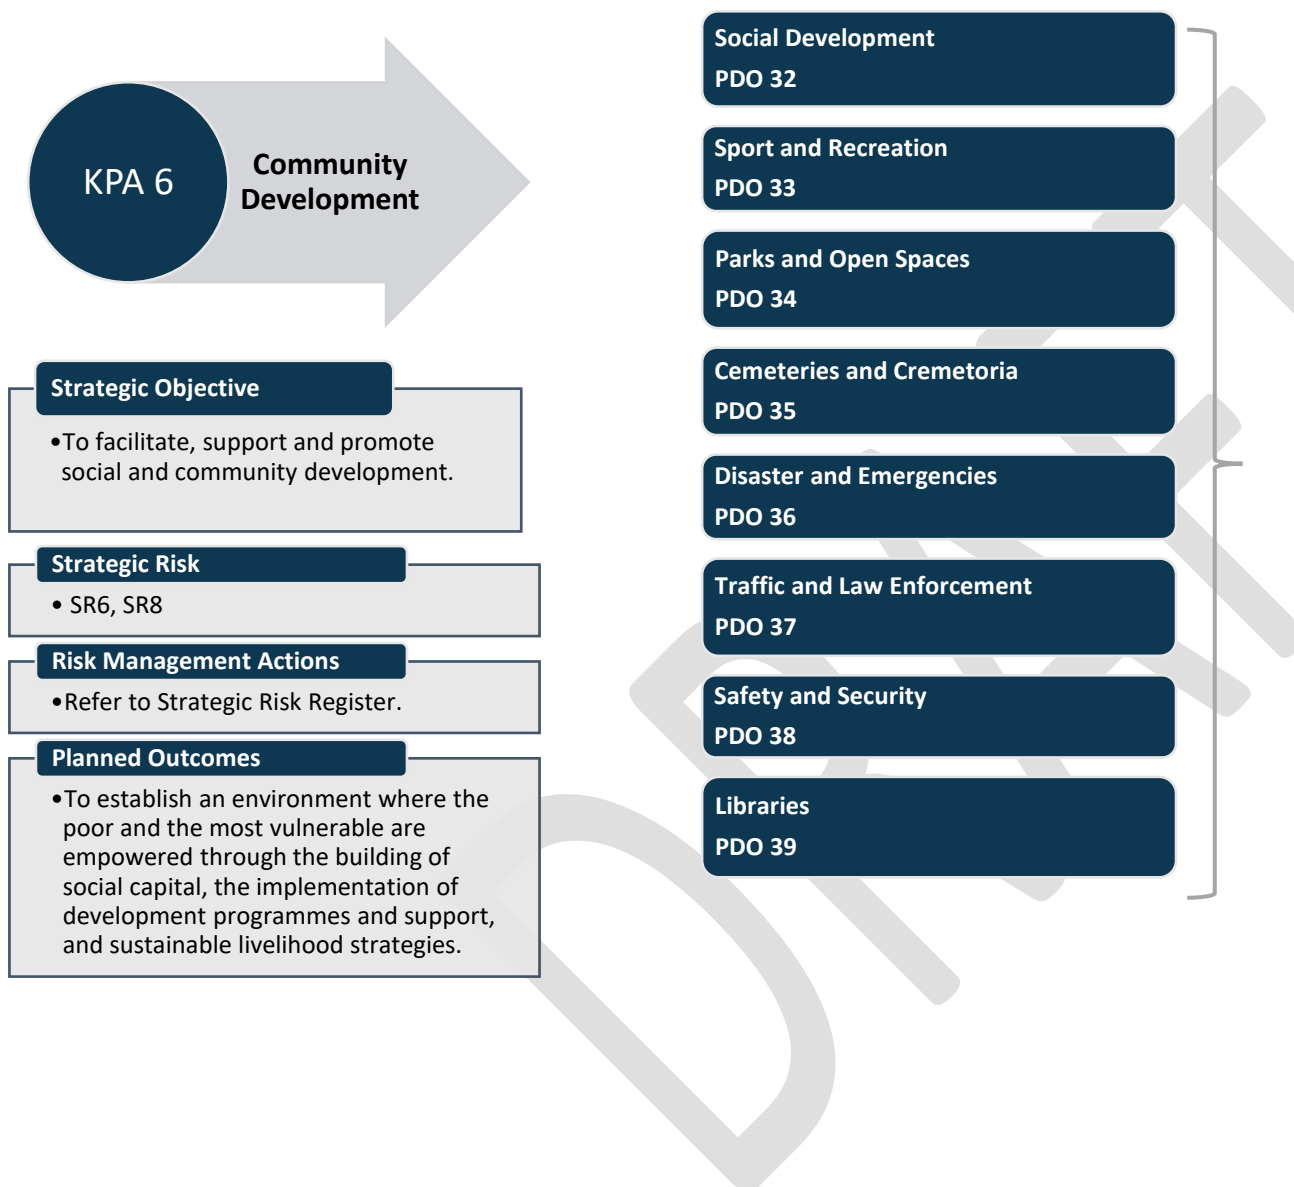 KPA 6
Community
Development
Strategic Objective
•To facilitate, support and promote
social and community development.
Strategic Risk
• SR6, SR8
Risk Management Actions
•Refer to Strategic Risk Register.
Planned Outcomes
•To establish an environment where the
poor and the most vulnerable are
empowered through the building of
social capital, the implementation of
development programmes and support,
and sustainable livelihood strategies.
Social Development
PDO 32
Sport and Recreation
PDO 33
Parks and Open Spaces
PDO 34
Cemeteries and Cremetoria
PDO 35
Disaster and Emergencies
PDO 36
Traffic and Law Enforcement
PDO 37
Safety and Security
PDO 38
Libraries
PDO 39
DRAFT